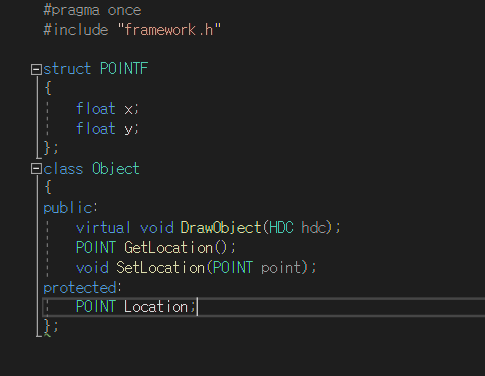 #pragma once
#include "framework.h"
struct POINTF
{
float x;
float y;
};
class Object
{
public:
virtual void DrawObject(HDC hdc);
POINT GetLocation();
void SetLocation(POINT point);
protected:
POINT Location;
};